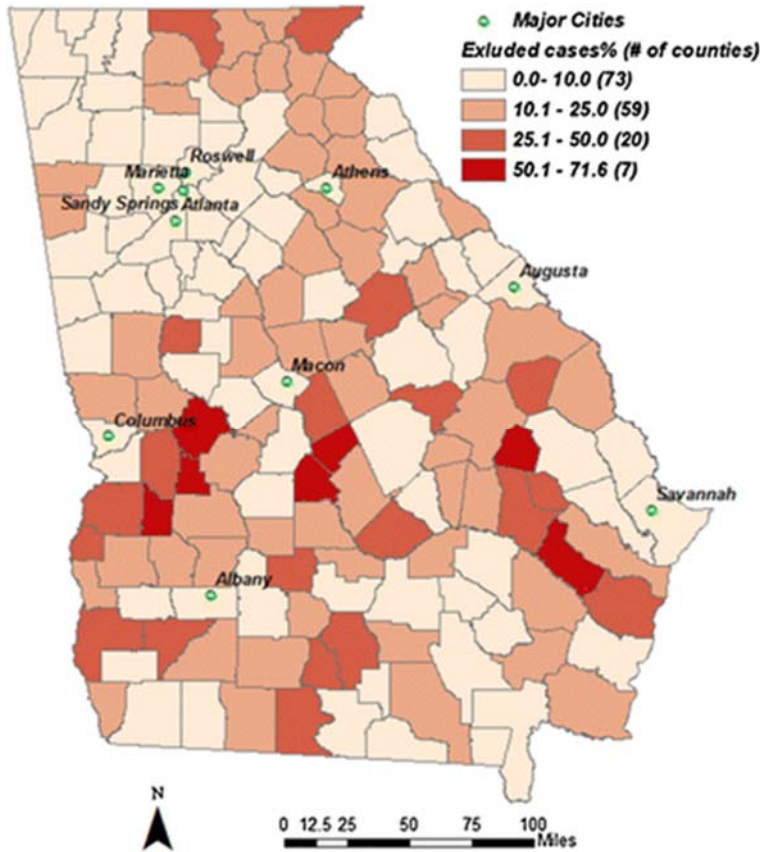 Major Cities
Exluded cases% (# of counties)
0.0- 10.0 (73)
10.1 - 25.0 (59)
25.1 - 50.0 (20)
50.1 - 71.6 (7)
Roswell
Marietta
Athens
Sandy Springs Atlanta
Augusta
Macon
Columbus
Savannah
Albany
N
0 12.5 25 50 75 100
Miles